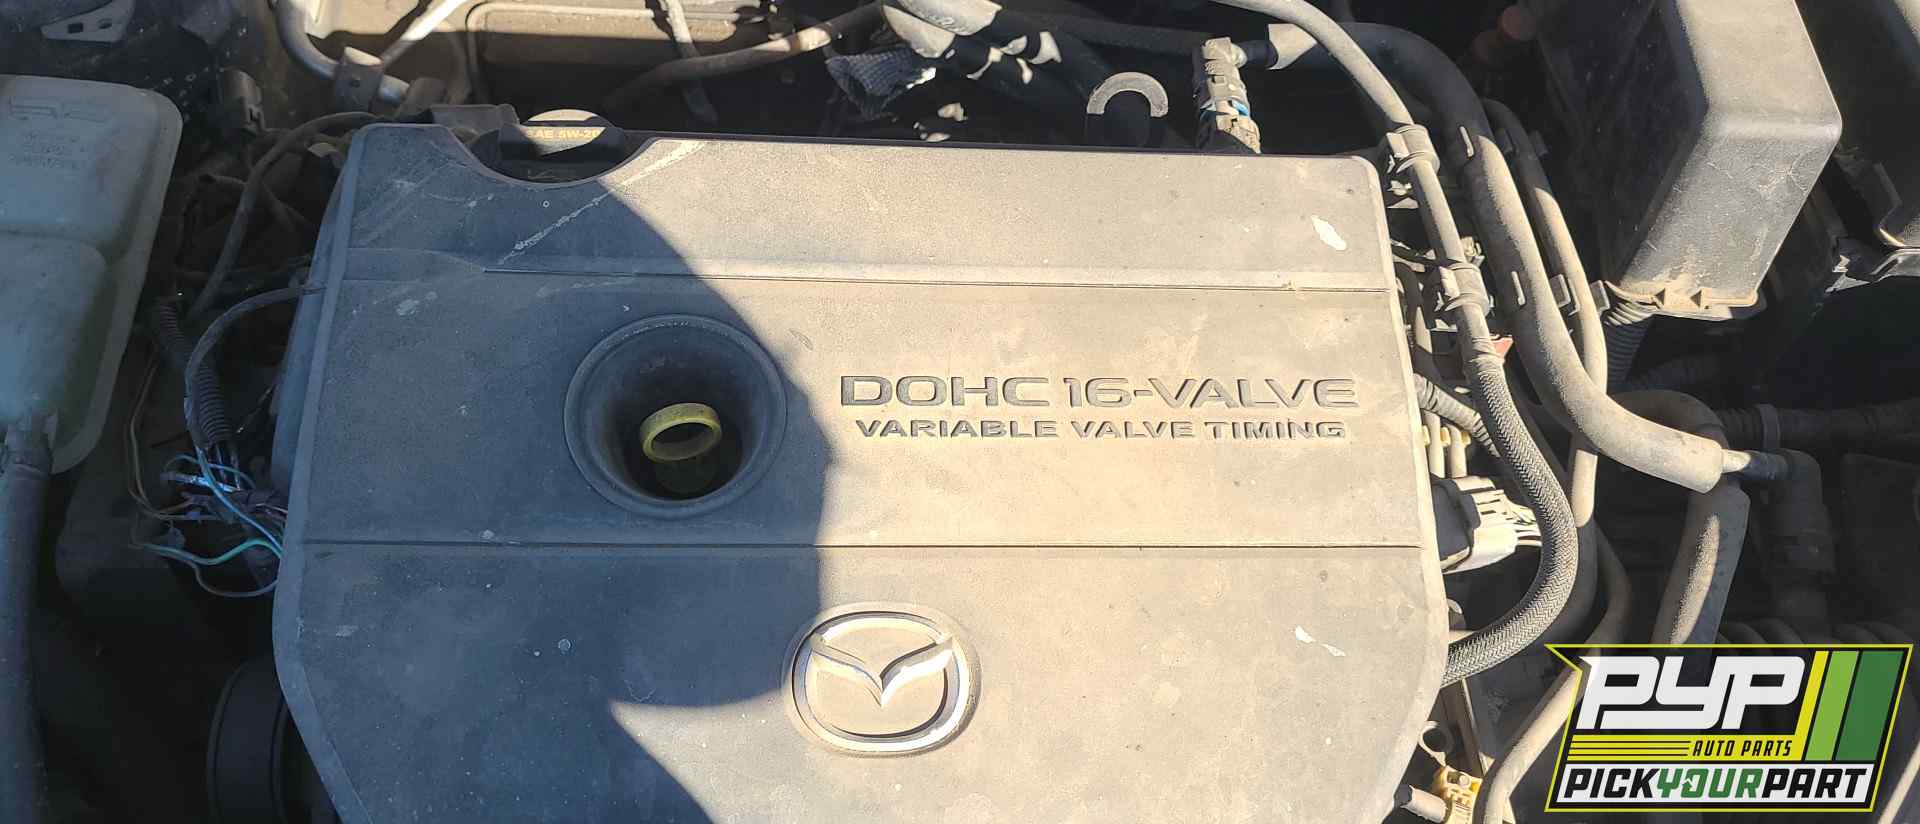 SAE 5W-20
DOHC 16-VALVE
VARIABLE VALVE TIMING
PYP
AUTO PARTS
PICKYOURPART